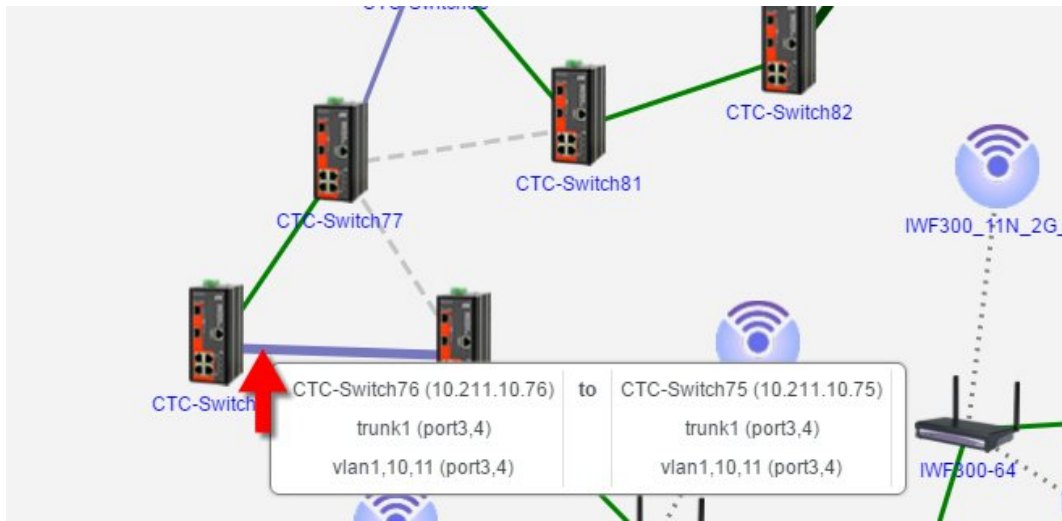 CTC-Switch82
CTC-Switch81
CTC-Switch77
IWF300_11N_2G_
CTC-Switch
CTC-Switch76 (10.211.10.76) to CTC-Switch75 (10.211.10.75)
trunk1 (port3,4) trunk1 (port3,4)
vlan1,10,11 (port3,4) vlan1,10,11 (port3,4)
IWF300-64